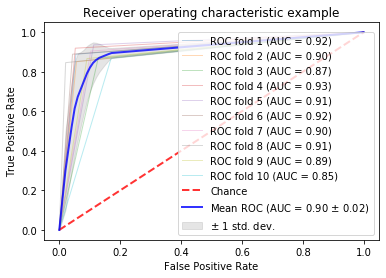 Receiver operating characteristic example
True Positive Rate
1.0
0.8
0.6
0.4
0.2
0.0
ROC fold 1 (AUC = 0.92)
ROC fold 2 (AUC = 0.90)
ROC fold 3 (AUC = 0.87)
ROC fold 4 (AUC = 0.93)
ROC fold 5 (AUC = 0.91)
ROC fold 6 (AUC = 0.92)
ROC fold 7 (AUC = 0.90)
ROC fold 8 (AUC = 0.91)
ROC fold 9 (AUC = 0.89)
ROC fold 10 (AUC = 0.85)
Chance
Mean ROC (AUC = 0.90 ± 0.02)
± 1 std. dev.
0.0 0.2 0.4 0.6 0.8 1.0
False Positive Rate